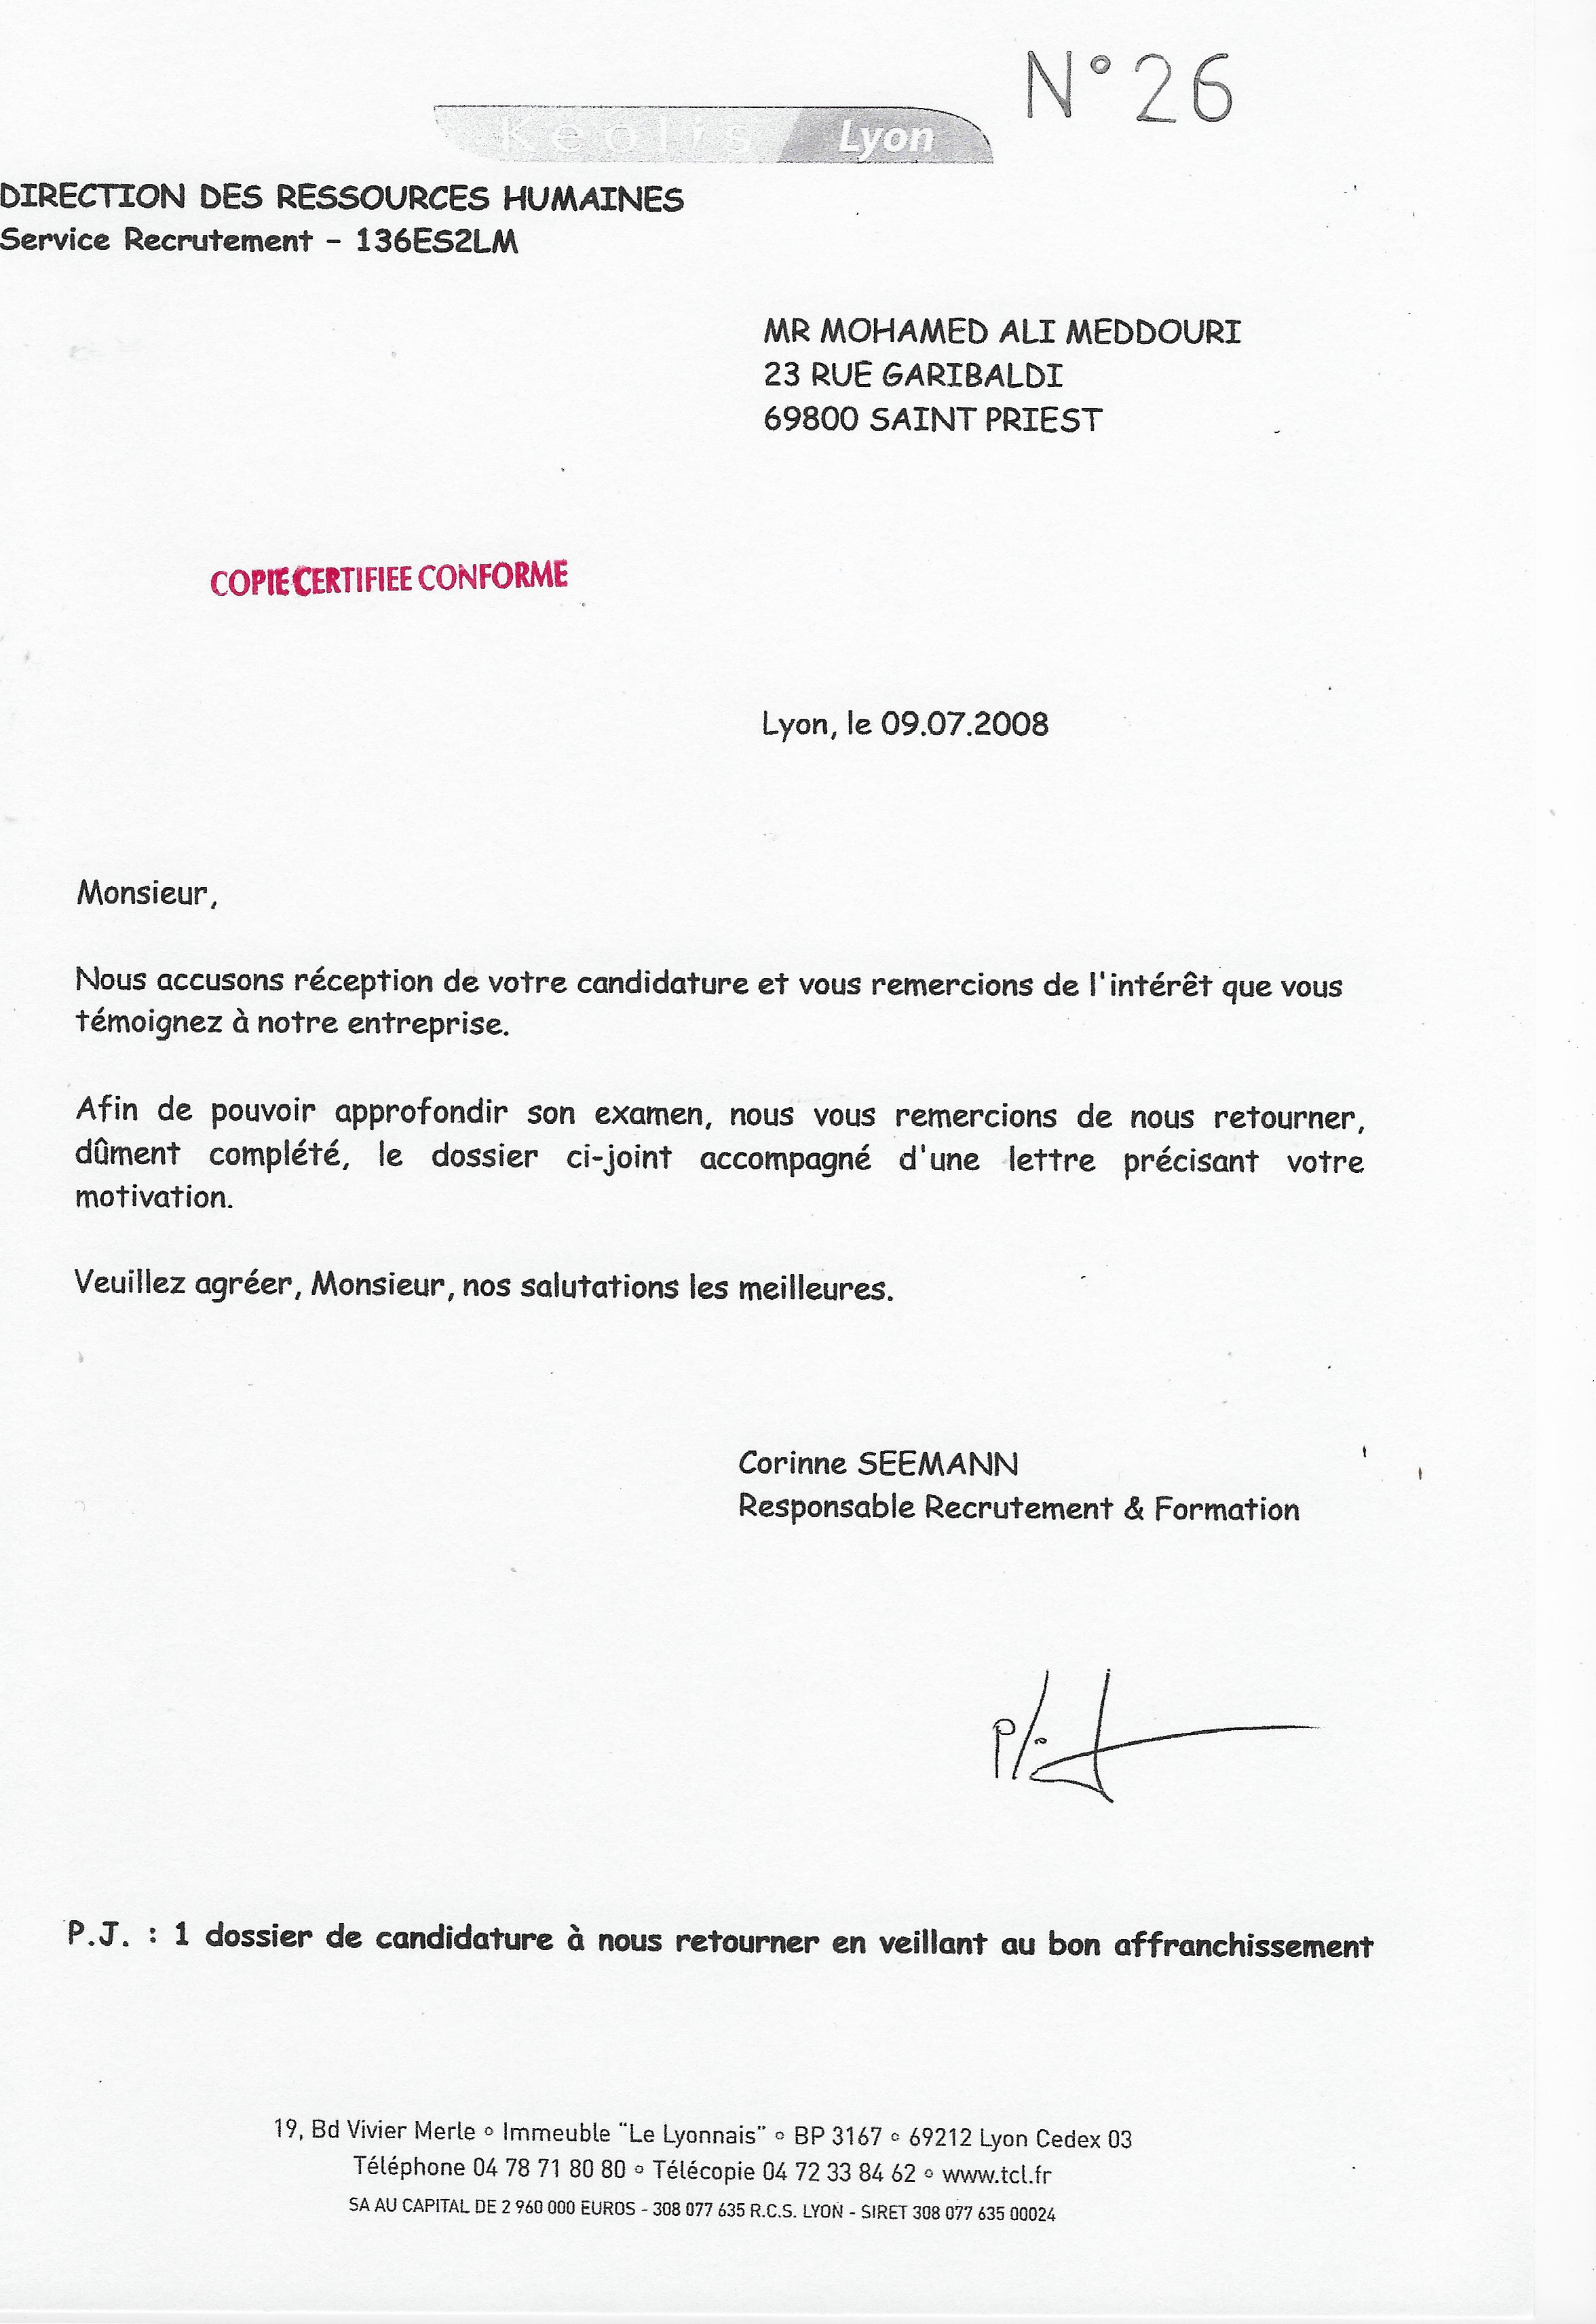 N° 26
Keolis Lyon
DIRECTION DES RESSOURCES HUMAINES
Service Recrutement - 136ES2LM
MR MOHAMED ALI MEDDOURI
23 RUE GARIBALDI
69800 SAINT PRIEST
COPIE CERTIFIEE CONFORME
Lyon, le 09.07.2008
Monsieur,
Nous accusons réception de votre candidature et vous remercions de l'intérêt que vous
témoignez à notre entreprise.
Afin de pouvoir approfondir son examen, nous vous remercions de nous retourner,
dûment complété, le dossier ci-joint accompagné d'une lettre précisant votre
motivation.
Veuillez agréer, Monsieur, nos salutations les meilleures.
Corinne SEEMANN
Responsable Recrutement & Formation
P.J. : 1 dossier de candidature à nous retourner en veillant au bon affranchissement
19, Bd Vivier Merle ° Immeuble "Le Lyonnais" ° BP 3167 ° 69212 Lyon Cedex 03
Téléphone 04 78 71 80 80 ° Télécopie 04 72 33 84 62 ° www.tcl.fr
SA AU CAPITAL DE 2 960 000 EUROS - 308 077 635 R.C.S. LYON - SIRET 308 077 635 00024